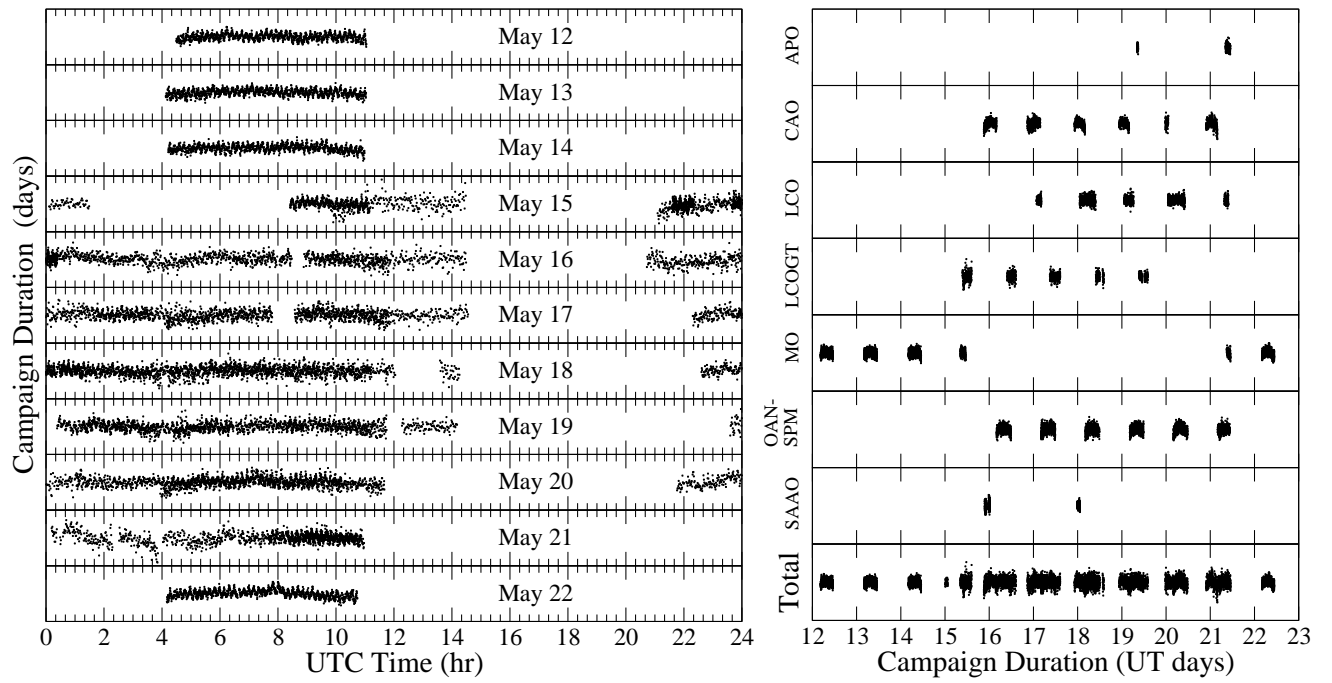 Campaign Duration (days)
May 12
May 13
May 14
May 15
May 16
May 17
May 18
May 19
May 20
May 21
May 22
0 2 4 6 8 10 12 14 16 18 20 22 24
UTC Time (hr)
APO
CAO
LCO
LCOGT
MO
OAN-
SPM
SAAO
Total
12 13 14 15 16 17 18 19 20 21 22 23
Campaign Duration (UT days)